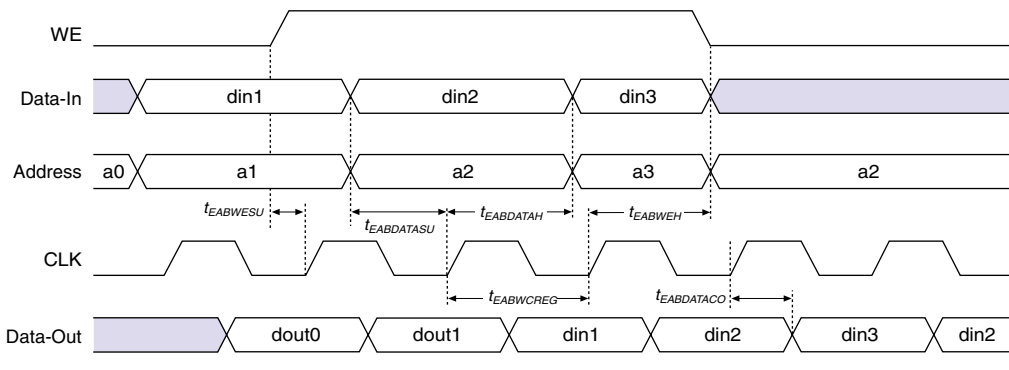 WE
Data-In din1 din2 din3
Address a0 a1 a2 a3 a2
tEABWESU tEABDATASU tEABDATAH tEABWEH
CLK
tEABWCREG tEABDATACO
Data-Out dout0 dout1 din1 din2 din3 din2